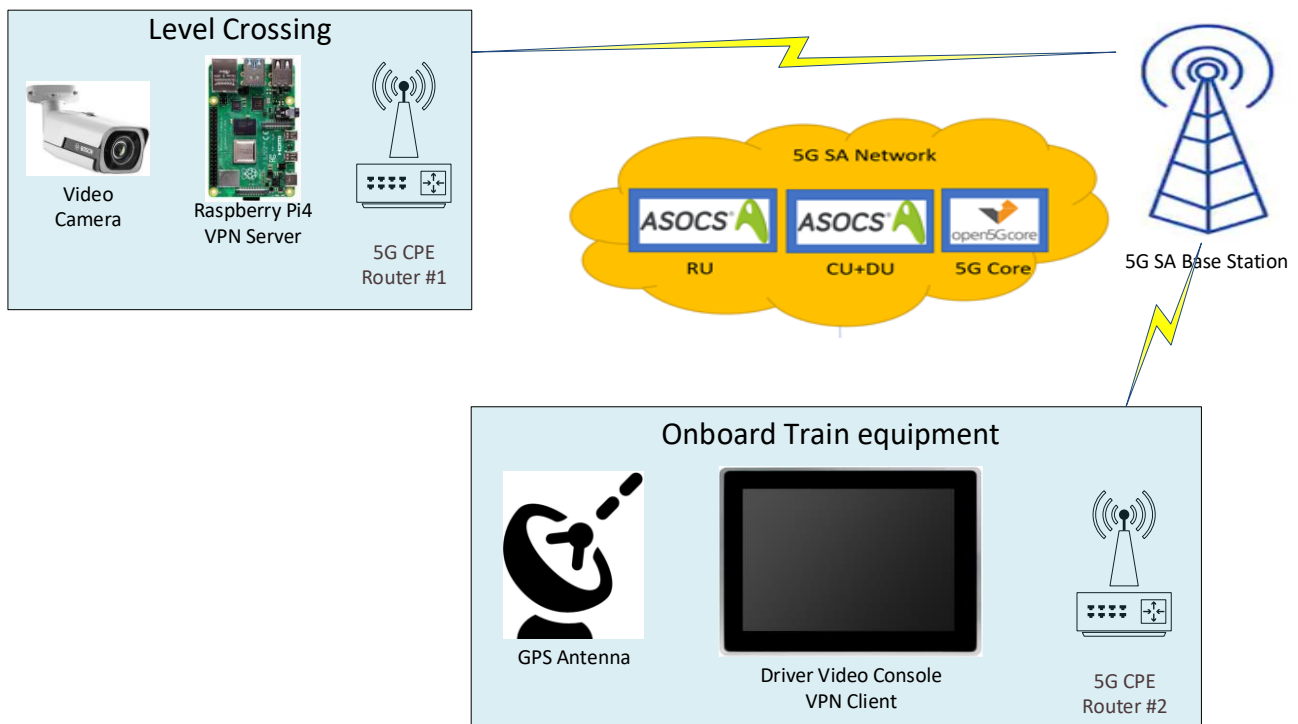 Level Crossing
BOSCH
Video
Camera
Raspberry Pi4
VPN Server
5G CPE
Router #1
5G SA Network
ASOCS
ASOCS
open5Gcore
RU
CU+DU
5G Core
5G SA Base Station
Onboard Train equipment
GPS Antenna
Driver Video Console
VPN Client
5G CPE
Router #2